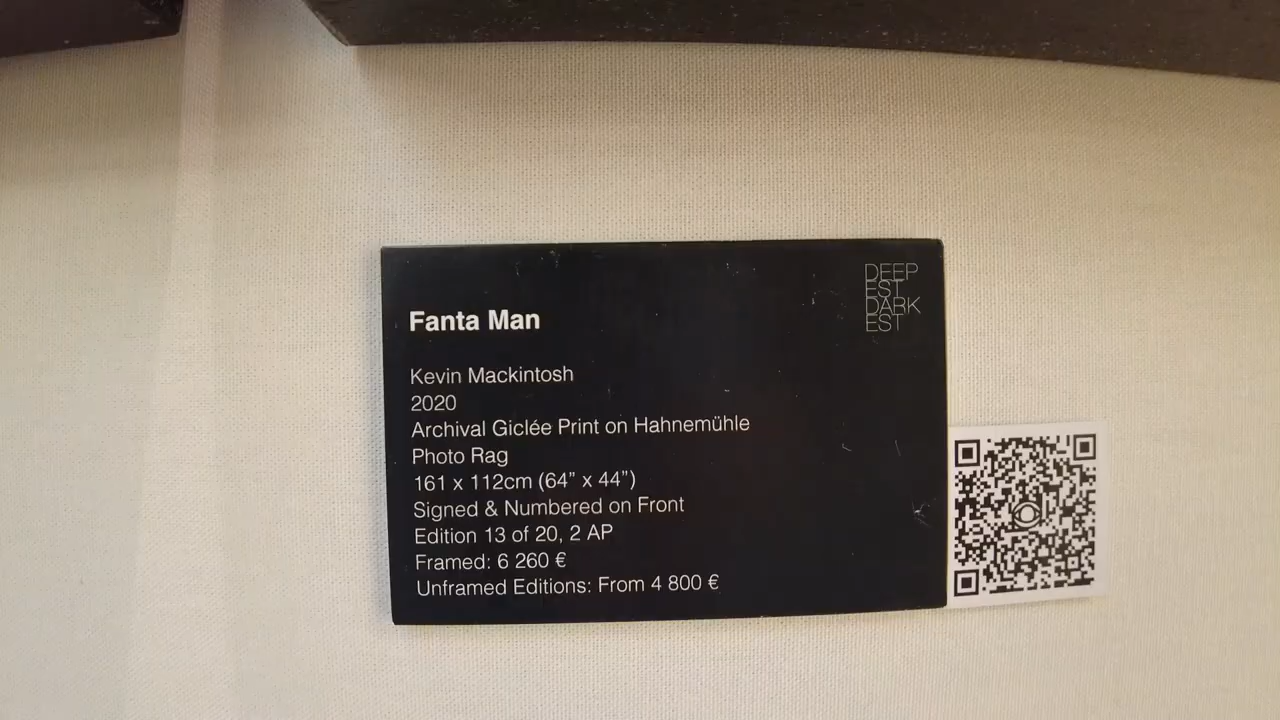 DEEP
EST
DARK
EST
Fanta Man
Kevin Mackintosh
2020
Archival Giclée Print on Hahnemühle
Photo Rag
161 x 112cm (64” x 44”)
Signed & Numbered on Front
Edition 13 of 20, 2 AP
Framed: 6 260 €
Unframed Editions: From 4 800 €